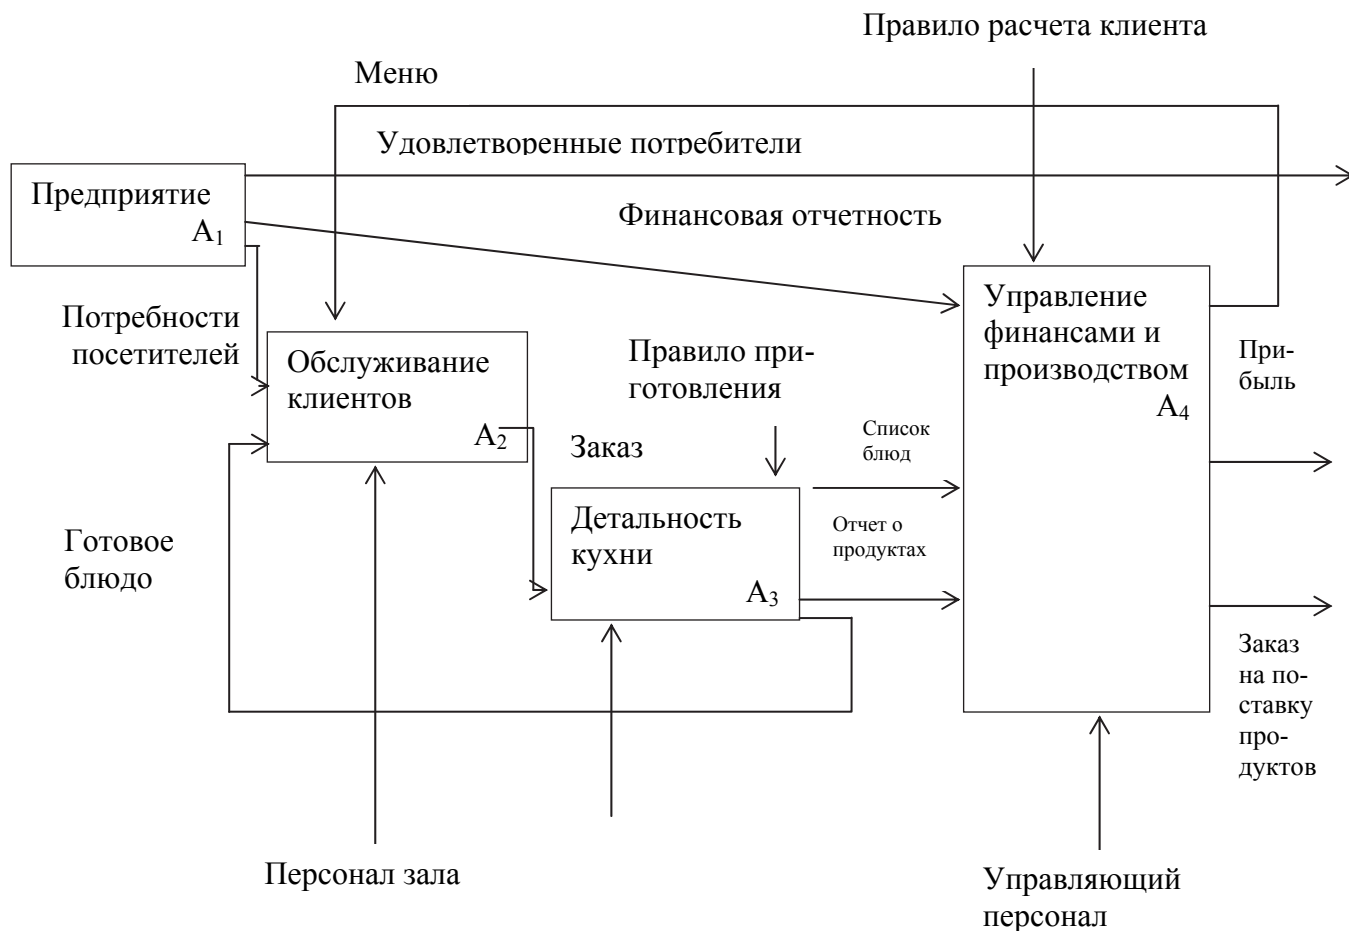 Правило расчета клиента
Меню
Удовлетворенные потребители
Предприятие
A1
Финансовая отчетность
Потребности
посетителей
Обслуживание
клиентов
A2
Правило при-
готовления
Управление
финансами и
производством
A4
При-
быль
Заказ
Список
блюд
Готовое
блюдо
Детальность
кухни
A3
Отчет о
продуктах
Заказ
на по-
ставку
про-
дуктов
Персонал зала
Управляющий
персонал